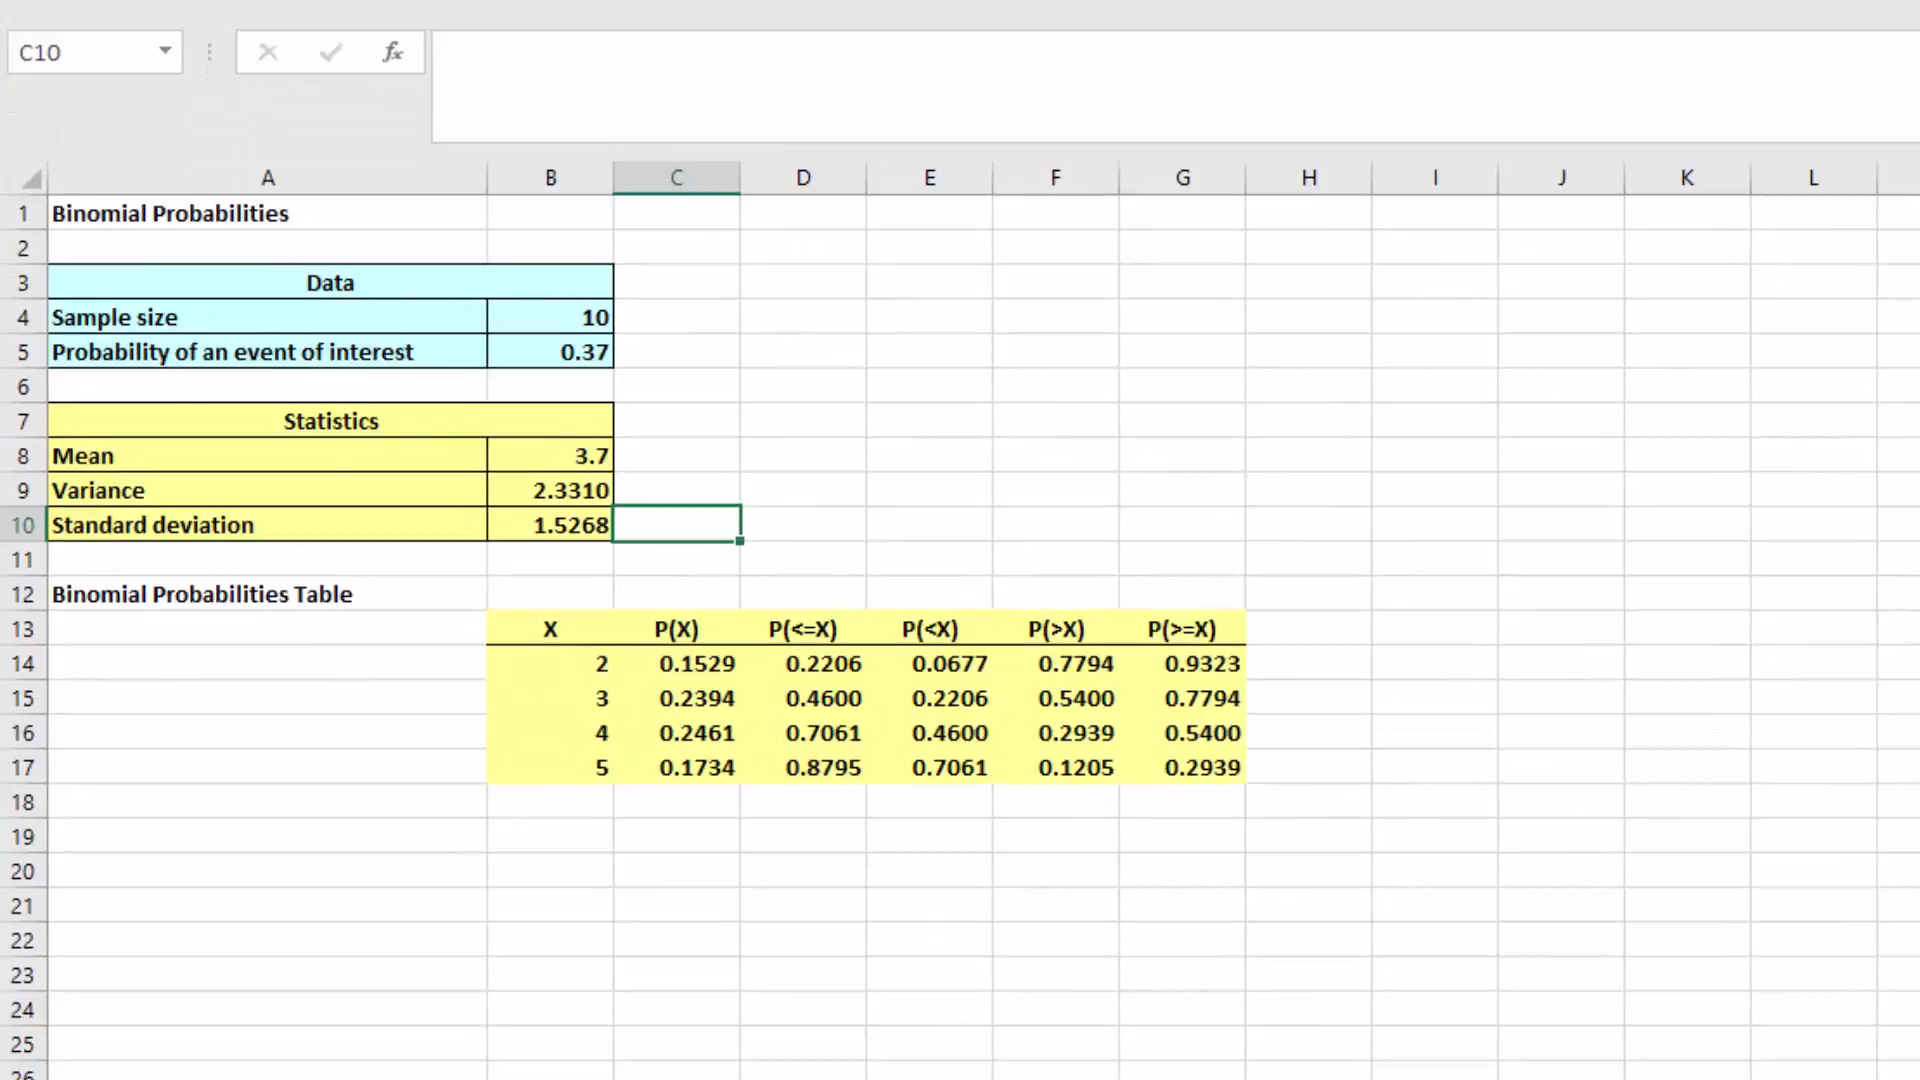 C10
fx
A B C D E F G H I J K L
1 Binomial Probabilities
2
3 Data
4 Sample size 10
5 Probability of an event of interest 0.37
6
7 Statistics
8 Mean 3.7
9 Variance 2.3310
10 Standard deviation 1.5268
11
12 Binomial Probabilities Table
13 X P(X) P(<=X) P(<X) P(>X) P(>=X)
14 2 0.1529 0.2206 0.0677 0.7794 0.9323
15 3 0.2394 0.4600 0.2206 0.5400 0.7794
16 4 0.2461 0.7061 0.4600 0.2939 0.5400
17 5 0.1734 0.8795 0.7061 0.1205 0.2939
18
19
20
21
22
23
24
25
26